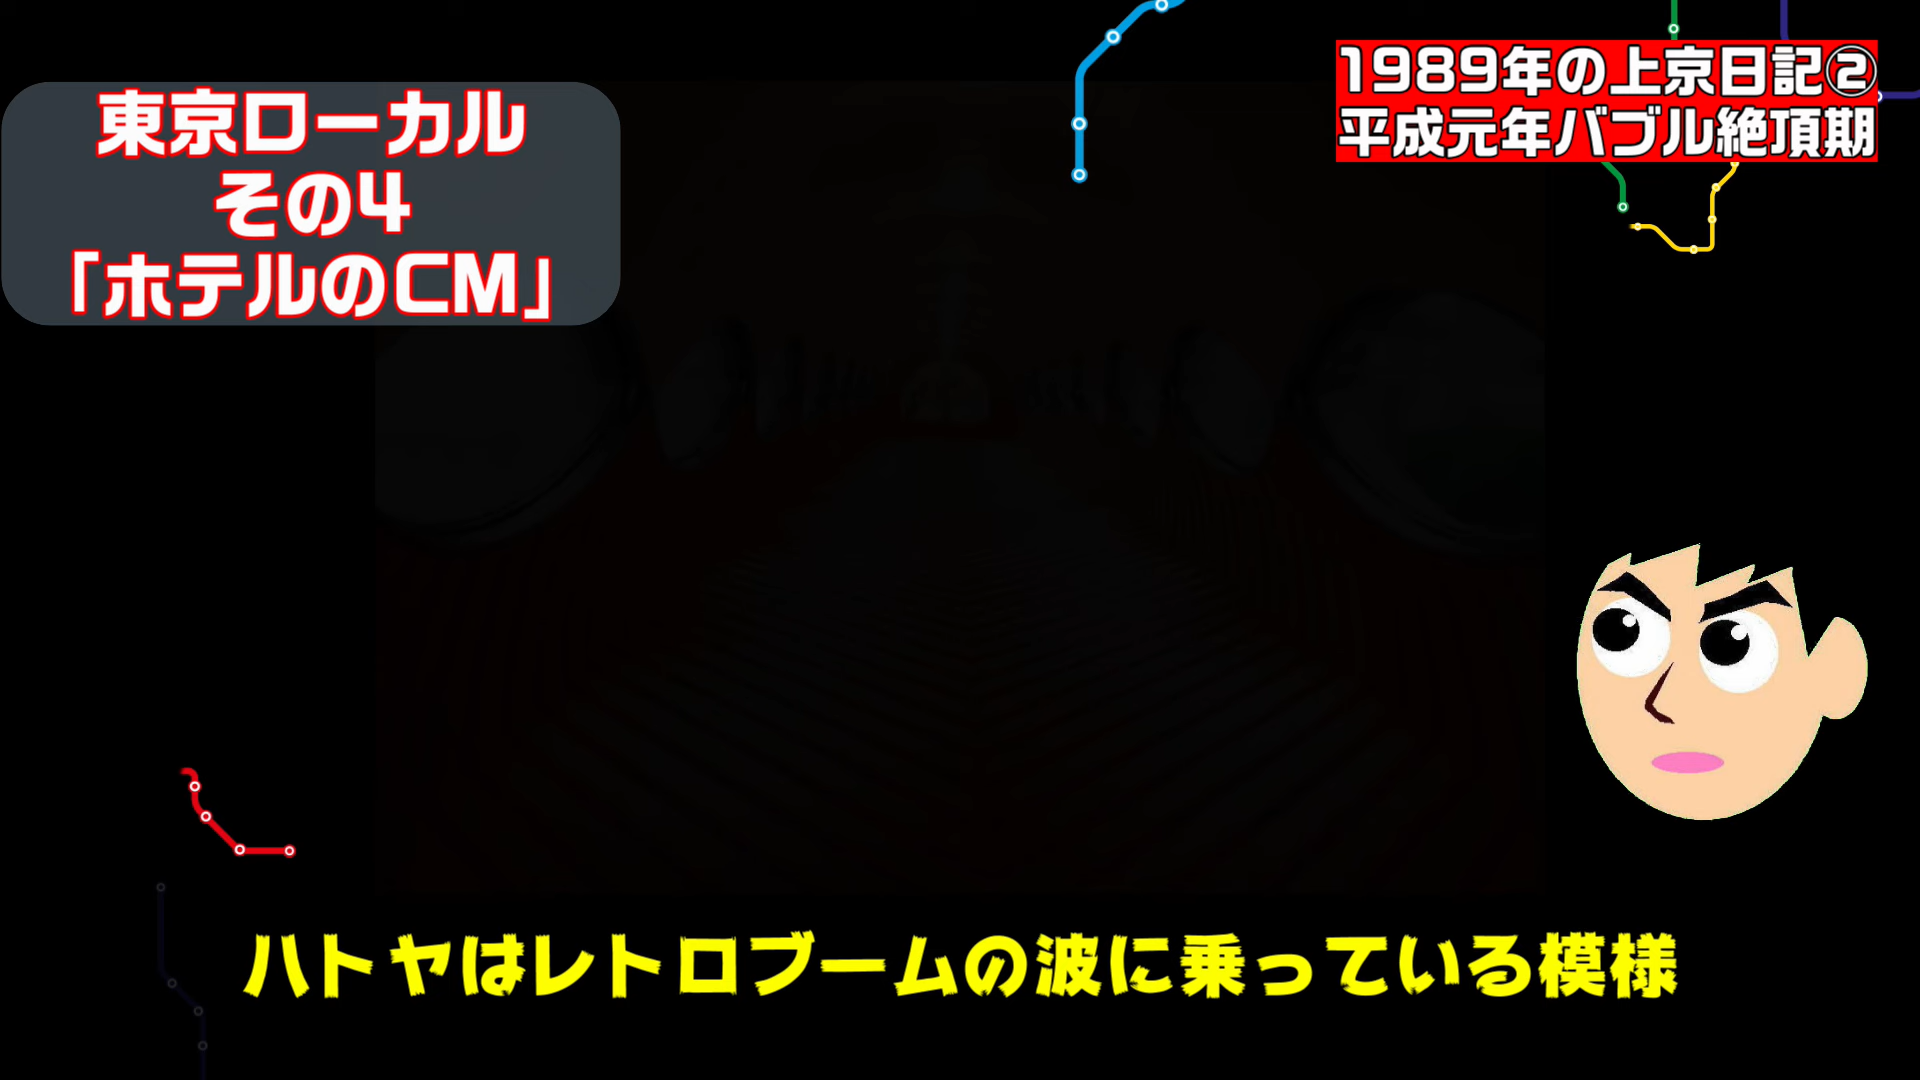 東京ローカル
その4
「ホテルのCM」
1989年の上京日記②
平成元年バブル絶頂期
ハトヤはレトロブームの波に乗っている模様